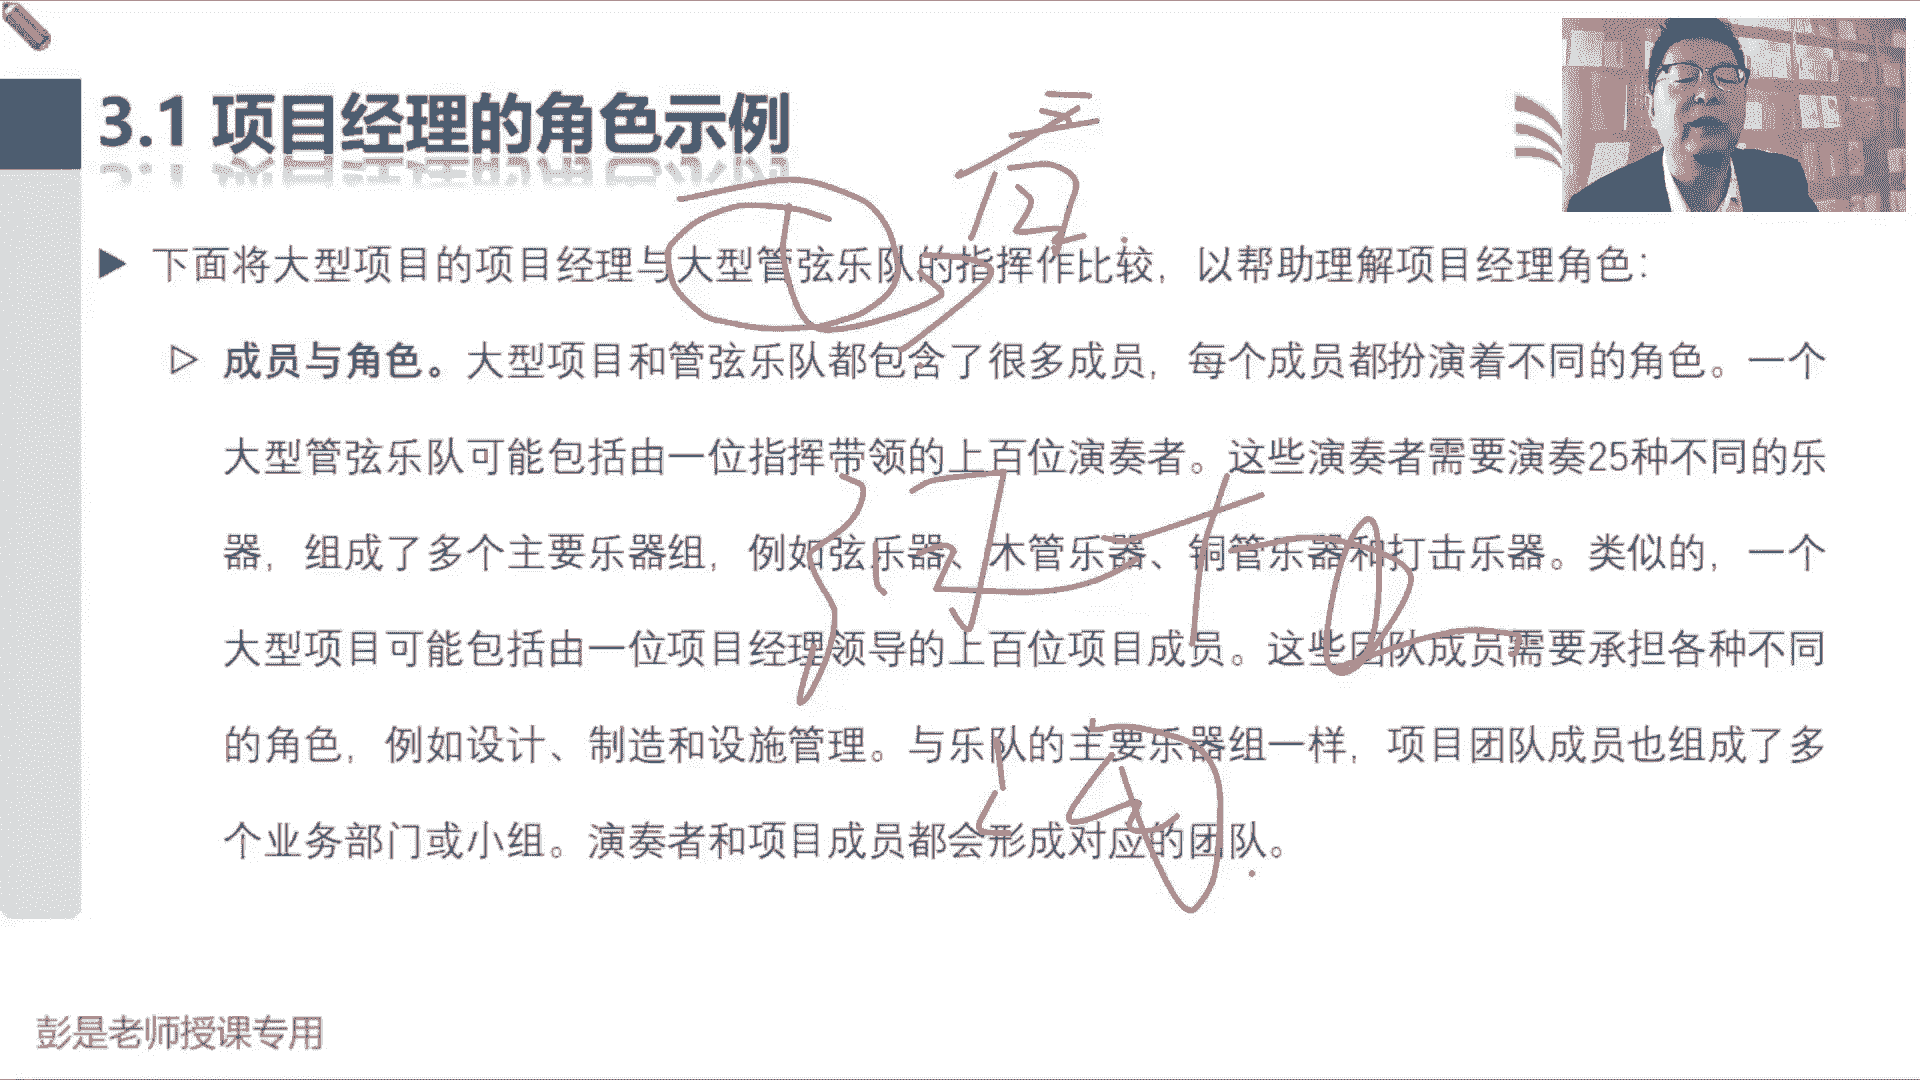 3.1 项目经理的角色示例
下面将大型项目的项目经理与大型管弦乐队的指挥作比较，以帮助理解项目经理角色：
成员与角色。大型项目和管弦乐队都包含了很多成员，每个成员都扮演着不同的角色。一个
大型管弦乐队可能包括由一位指挥带领的上百位演奏者。这些演奏者需要演奏25种不同的乐
器，组成了多个主要乐器组，例如弦乐器、木管乐器、铜管乐器和打击乐器。类似的，一个
大型项目可能包括由一位项目经理领导的上百位项目成员。这些团队成员需要承担各种不同
的角色，例如设计、制造和设施管理。与乐队的主要乐器组一样，项目团队成员也组成了多
个业务部门或小组。演奏者和项目成员都会形成对应的团队。
彭是老师授课专用